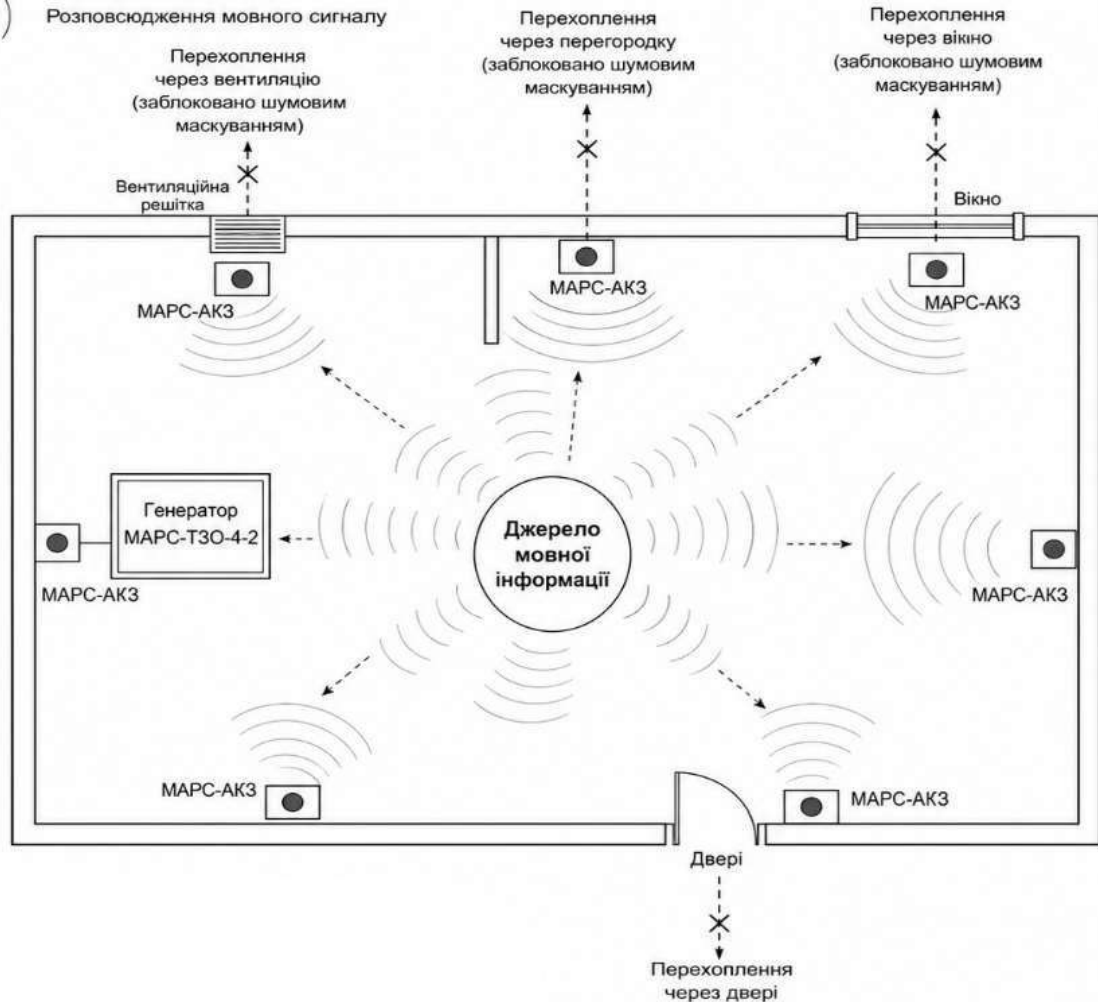 )
Розповсюдження мовного сигналу
Перехоплення
через вентиляцію
(заблоковано шумовим
маскуванням)
Перехоплення
через перегородку
(заблоковано шумовим
маскуванням)
Перехоплення
через вікино
(заблоковано шумовим
маскуванням)
Вентиляційна
решітка
Вікно
МАРС-АКЗ
МАРС-АКЗ
МАРС-АКЗ
Генератор
МАРС-ТЗО-4-2
Джерело
мовної
інформації
МАРС-АКЗ
МАРС-АКЗ
МАРС-АКЗ
МАРС-АКЗ
Двері
Перехоплення
через двері